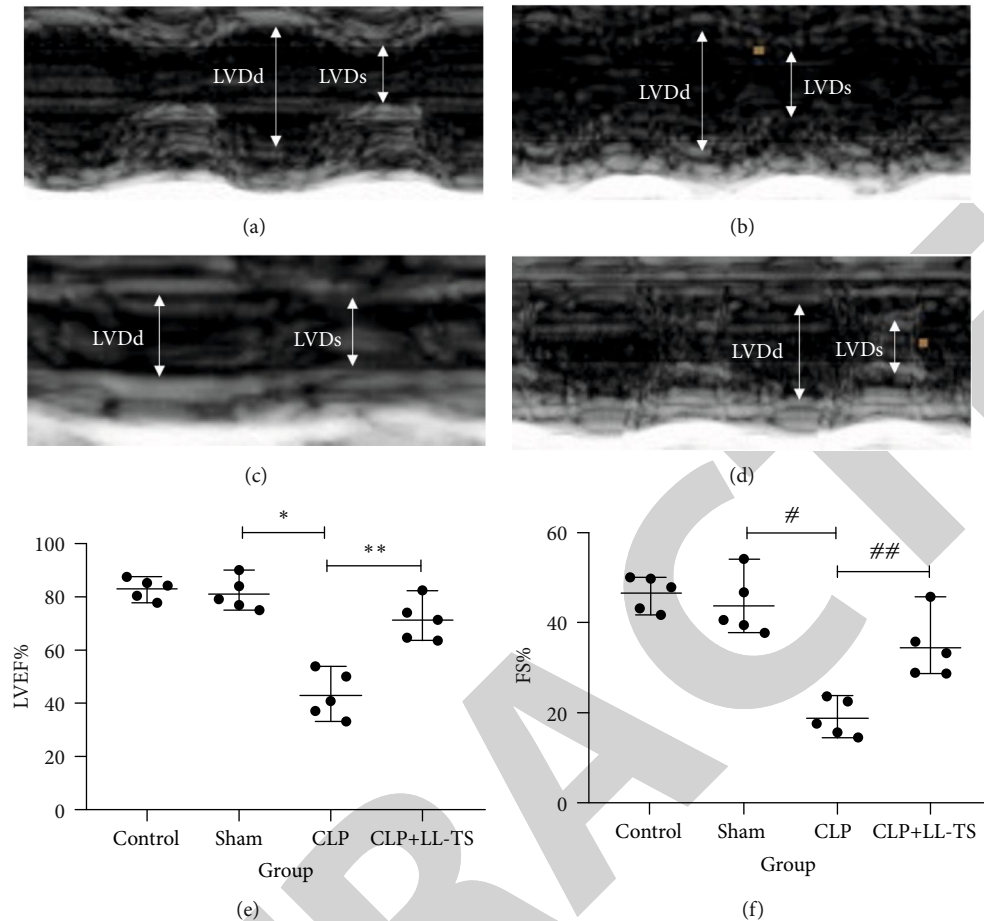 LVDd
LVDs
LVDd
LVDs
(a)
(b)
LVDd
LVDs
LVDd
LVDs
(c)
(d)
*
**
100
80
60
40
20
0
LVEF%
Control
Sham
CLP
CLP+LL-TS
Group
(e)
#
##
60
40
20
0
FS%
Control
Sham
CLP
CLP+LL-TS
Group
(f)